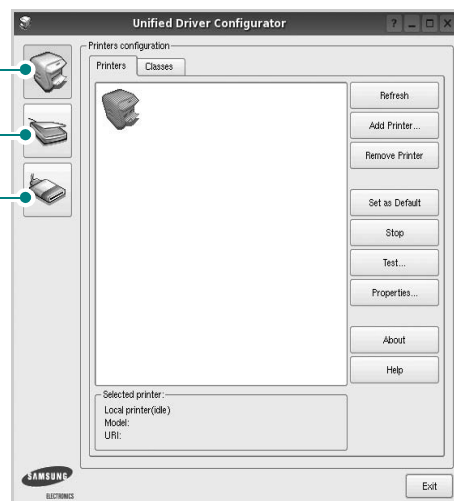 Unified Driver Configurator
Printers configuration
Printers
Classes
Refresh
Add Printer...
Remove Printer
Set as Default
Stop
Test...
Properties...
About
Help
Selected printer:
Local printer(idle)
Model:
URI:
SAMSUNG
ELECTRONICS
Exit